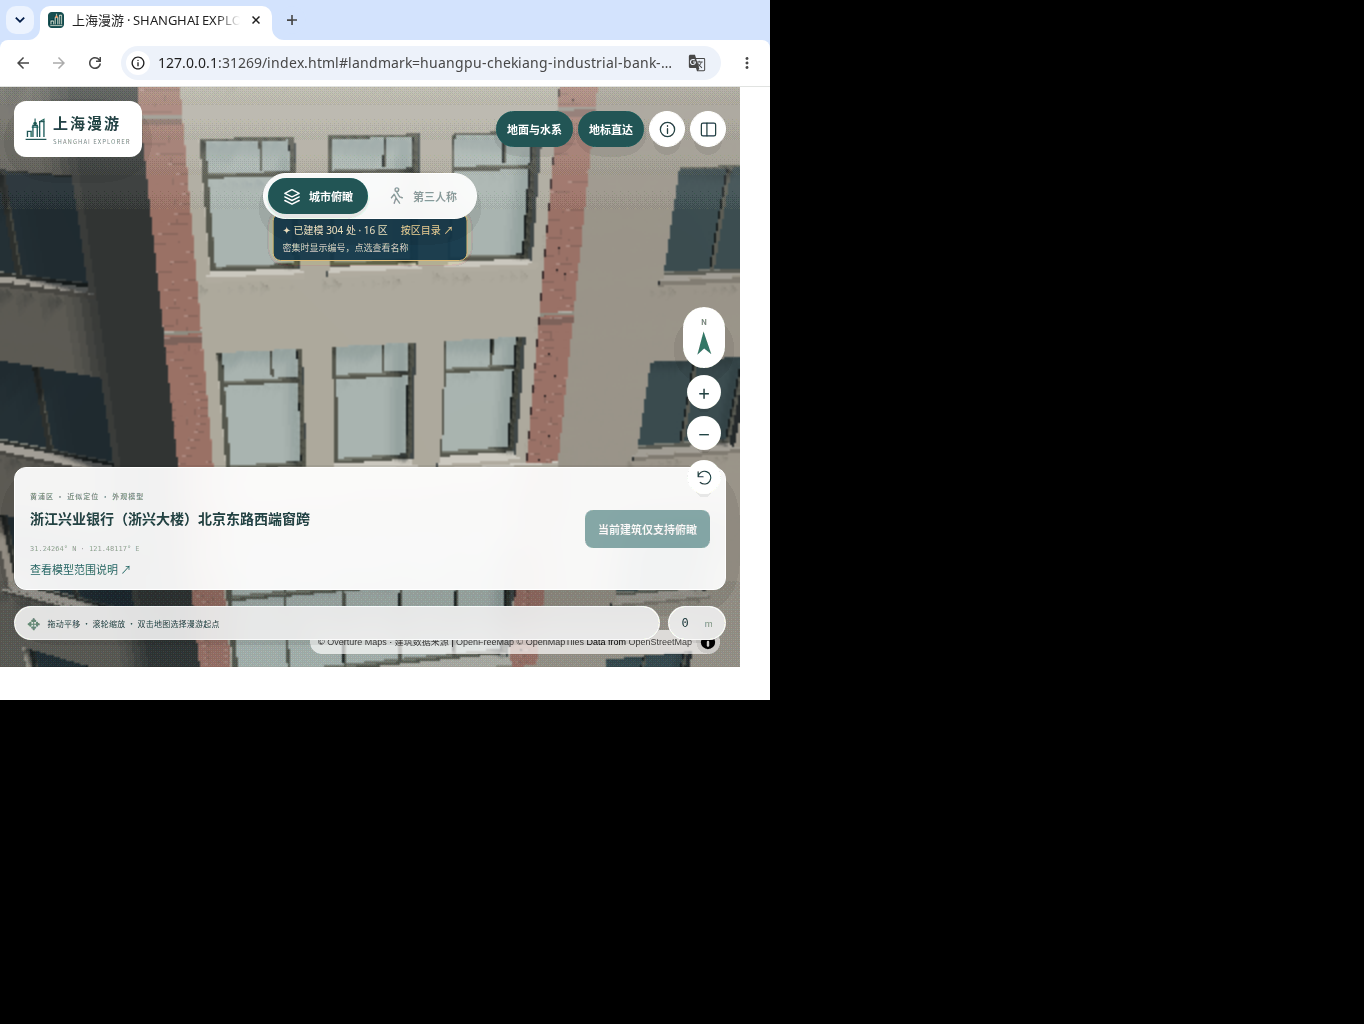 上海漫游 · SHANGHAI EXPLO
127.0.0.1:31269/index.html#landmark=huangpu-chekiang-industrial-bank-...
上海漫游
SHANGHAI EXPLORER
地面与水系
地标直达
城市俯瞰
第三人称
✦ 已建模 304 处 · 16 区 按区目录 ↗
密集时显示编号，点选查看名称
N
+
−
黄浦区 · 近似定位 · 外观模型
浙江兴业银行（浙兴大楼）北京东路西端窗跨
当前建筑仅支持俯瞰
31.24264° N · 121.48117° E
查看模型范围说明 ↗
拖动平移 · 滚轮缩放 · 双击地图选择漫游起点
0 m
© Overture Maps · 建筑数据来源 | OpenFreeMap © OpenMapTiles Data from OpenStreetMap